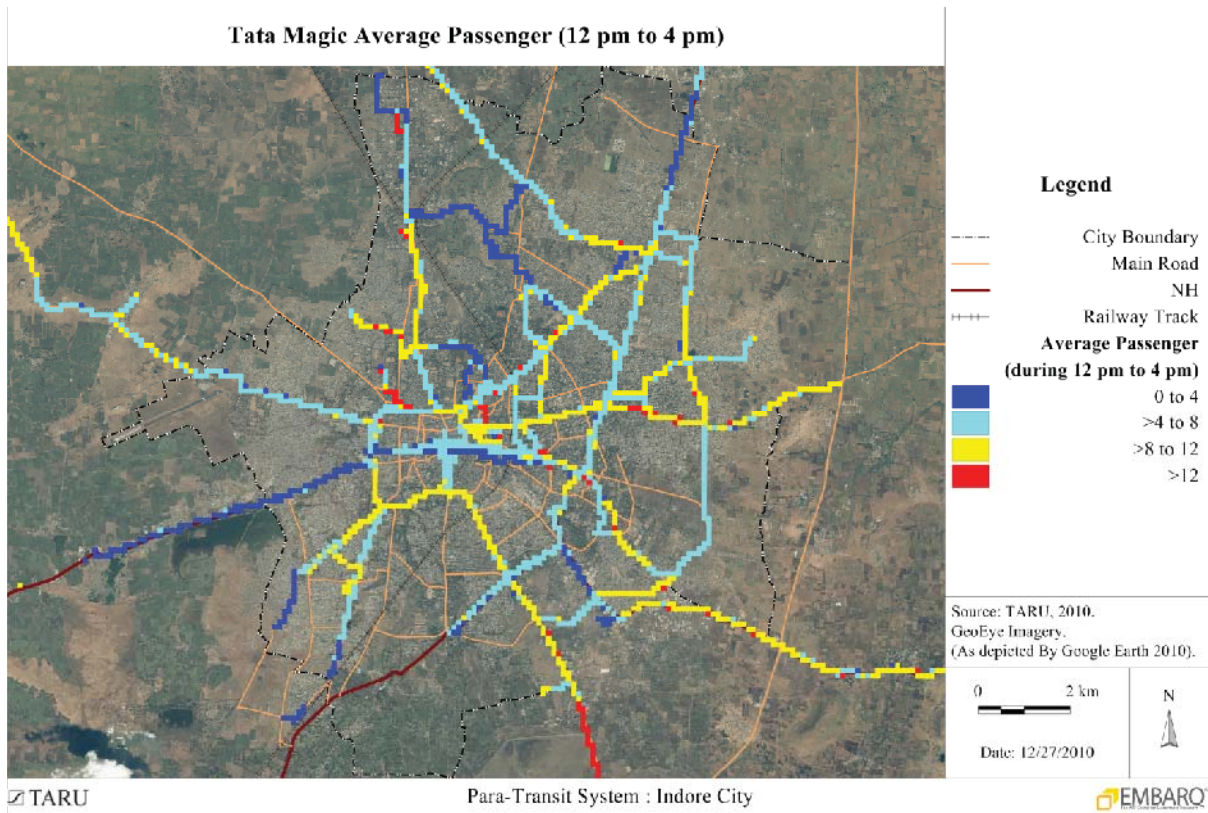 Tata Magic Average Passenger (12 pm to 4 pm)
Legend
City Boundary
Main Road
NH
Railway Track
Average Passenger
(during 12 pm to 4 pm)
0 to 4
>4 to 8
>8 to 12
>12
Source: TARU, 2010.
GeoEye Imagery.
(As depicted By Google Earth 2010).
0 2 km
N
Date: 12/27/2010
TARU
Para-Transit System : Indore City
EMBARQ